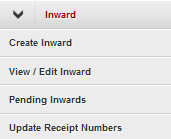 Inward
Create Inward
View / Edit Inward
Pending Inwards
Update Receipt Numbers